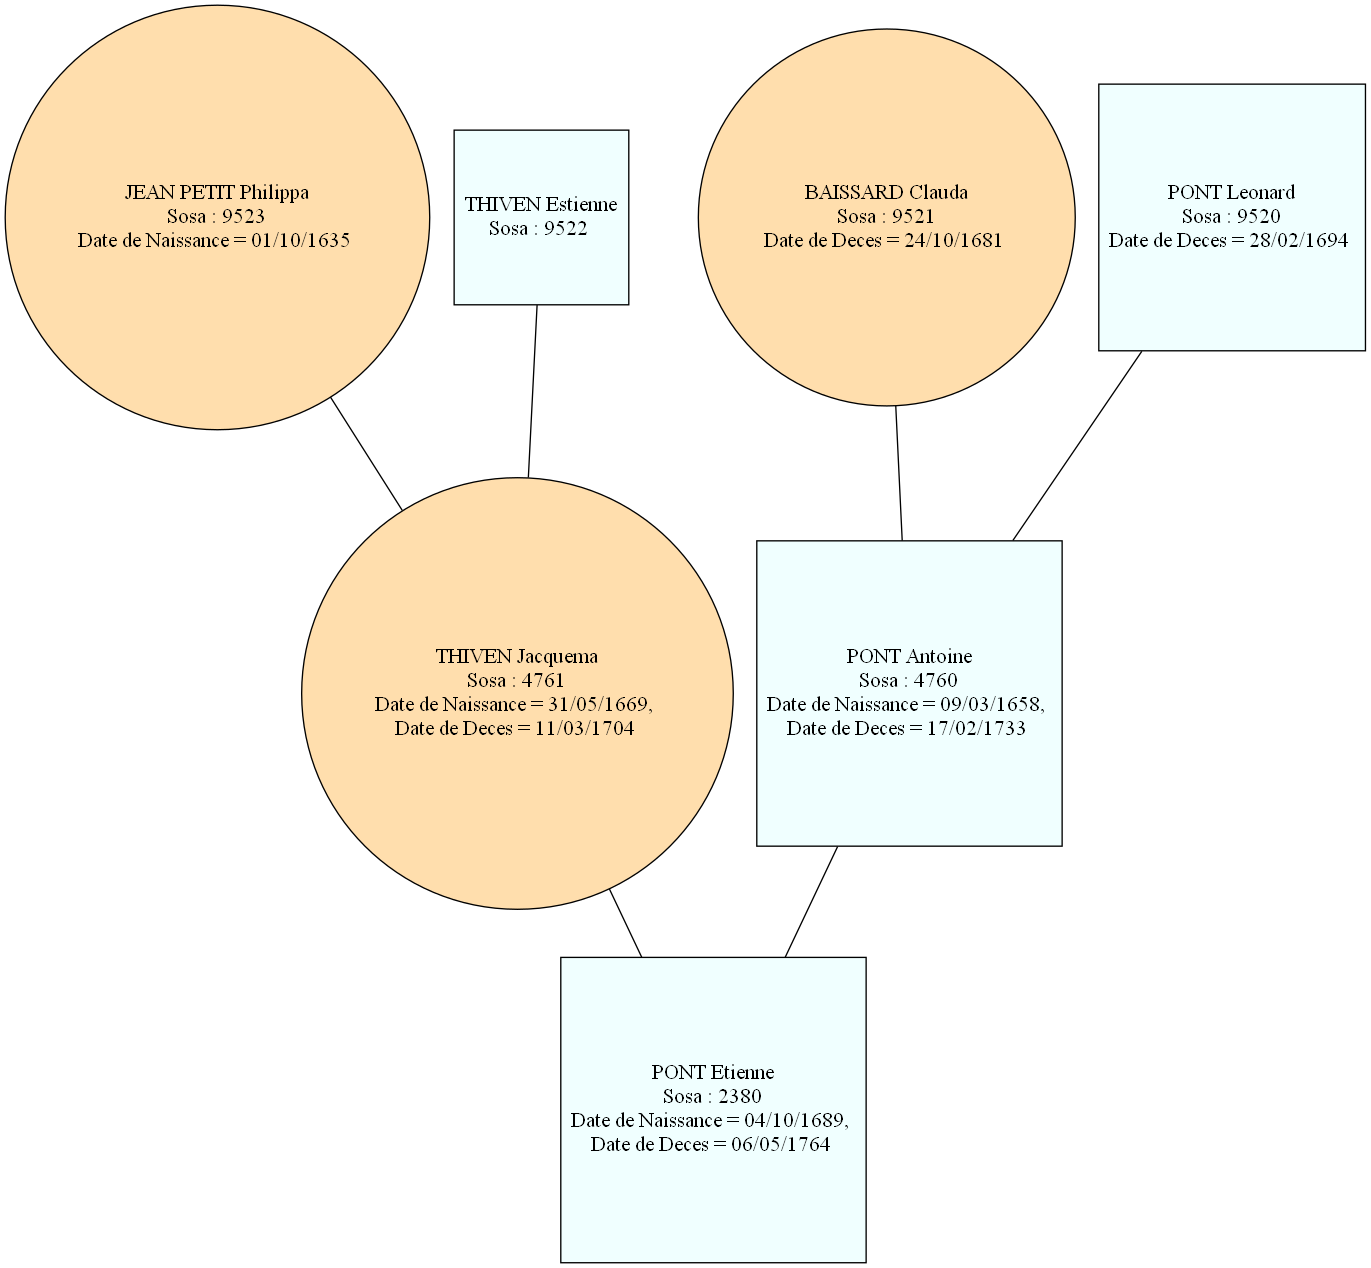 JEAN PETIT Philippa
Sosa : 9523
Date de Naissance = 01/10/1635
THIVEN Estienne
Sosa : 9522
BAISSARD Clauda
Sosa : 9521
Date de Deces = 24/10/1681
PONT Leonard
Sosa : 9520
Date de Deces = 28/02/1694
THIVEN Jacquema
Sosa : 4761
Date de Naissance = 31/05/1669,
Date de Deces = 11/03/1704
PONT Antoine
Sosa : 4760
Date de Naissance = 09/03/1658,
Date de Deces = 17/02/1733
PONT Etienne
Sosa : 2380
Date de Naissance = 04/10/1689,
Date de Deces = 06/05/1764